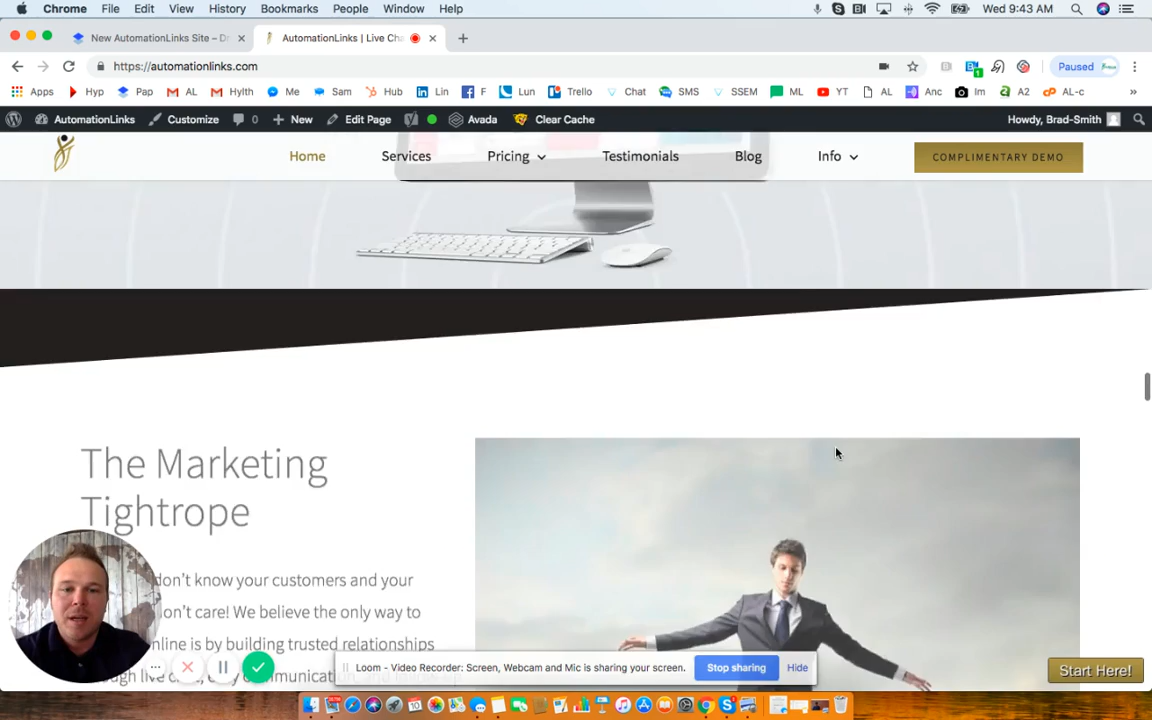 Chrome File Edit View History Bookmarks People Window Help Wed 9:43 AM
New AutomationLinks Site – Dr AutomationLinks | Live Cha
https://automationlinks.com Paused
Apps Hyp Pap AL Hylth Me Sam Hub Lin F Lun Trello Chat SMS SSEM ML YT AL Anc Im A2 AL-c »
AutomationLinks Customize 0 New Edit Page Avada Clear Cache Howdy, Brad-Smith
Home Services Pricing Testimonials Blog Info COMPLIMENTARY DEMO
The Marketing
Tightrope
don't know your customers and your
on't care! We believe the only way to
nline is by building trusted relationships
Loom - Video Recorder: Screen, Webcam and Mic is sharing your screen. Stop sharing Hide
Start Here!